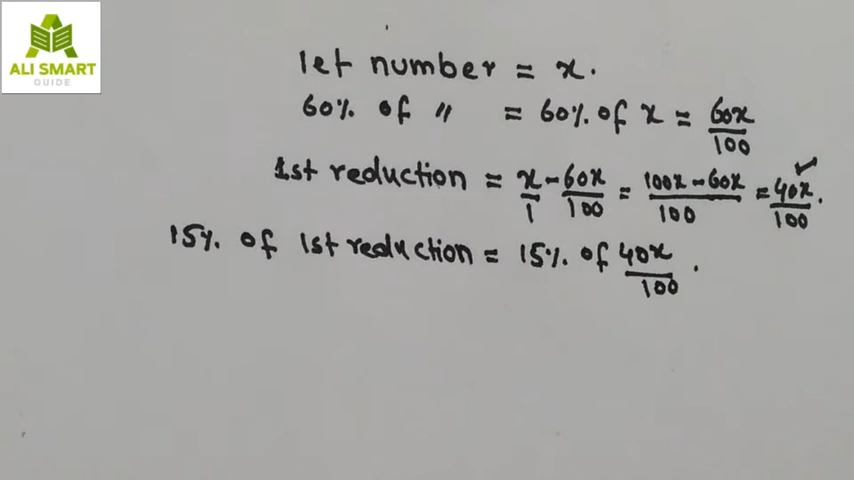 ALI SMART
GUIDE
let number = x.
60% of 〃 = 60% of x = 60x/100
1st reduction = x/1 - 60x/100 = 100x - 60x/100 = 40x/100 ✓.
15% of 1st reduction = 15% of 40x/100.